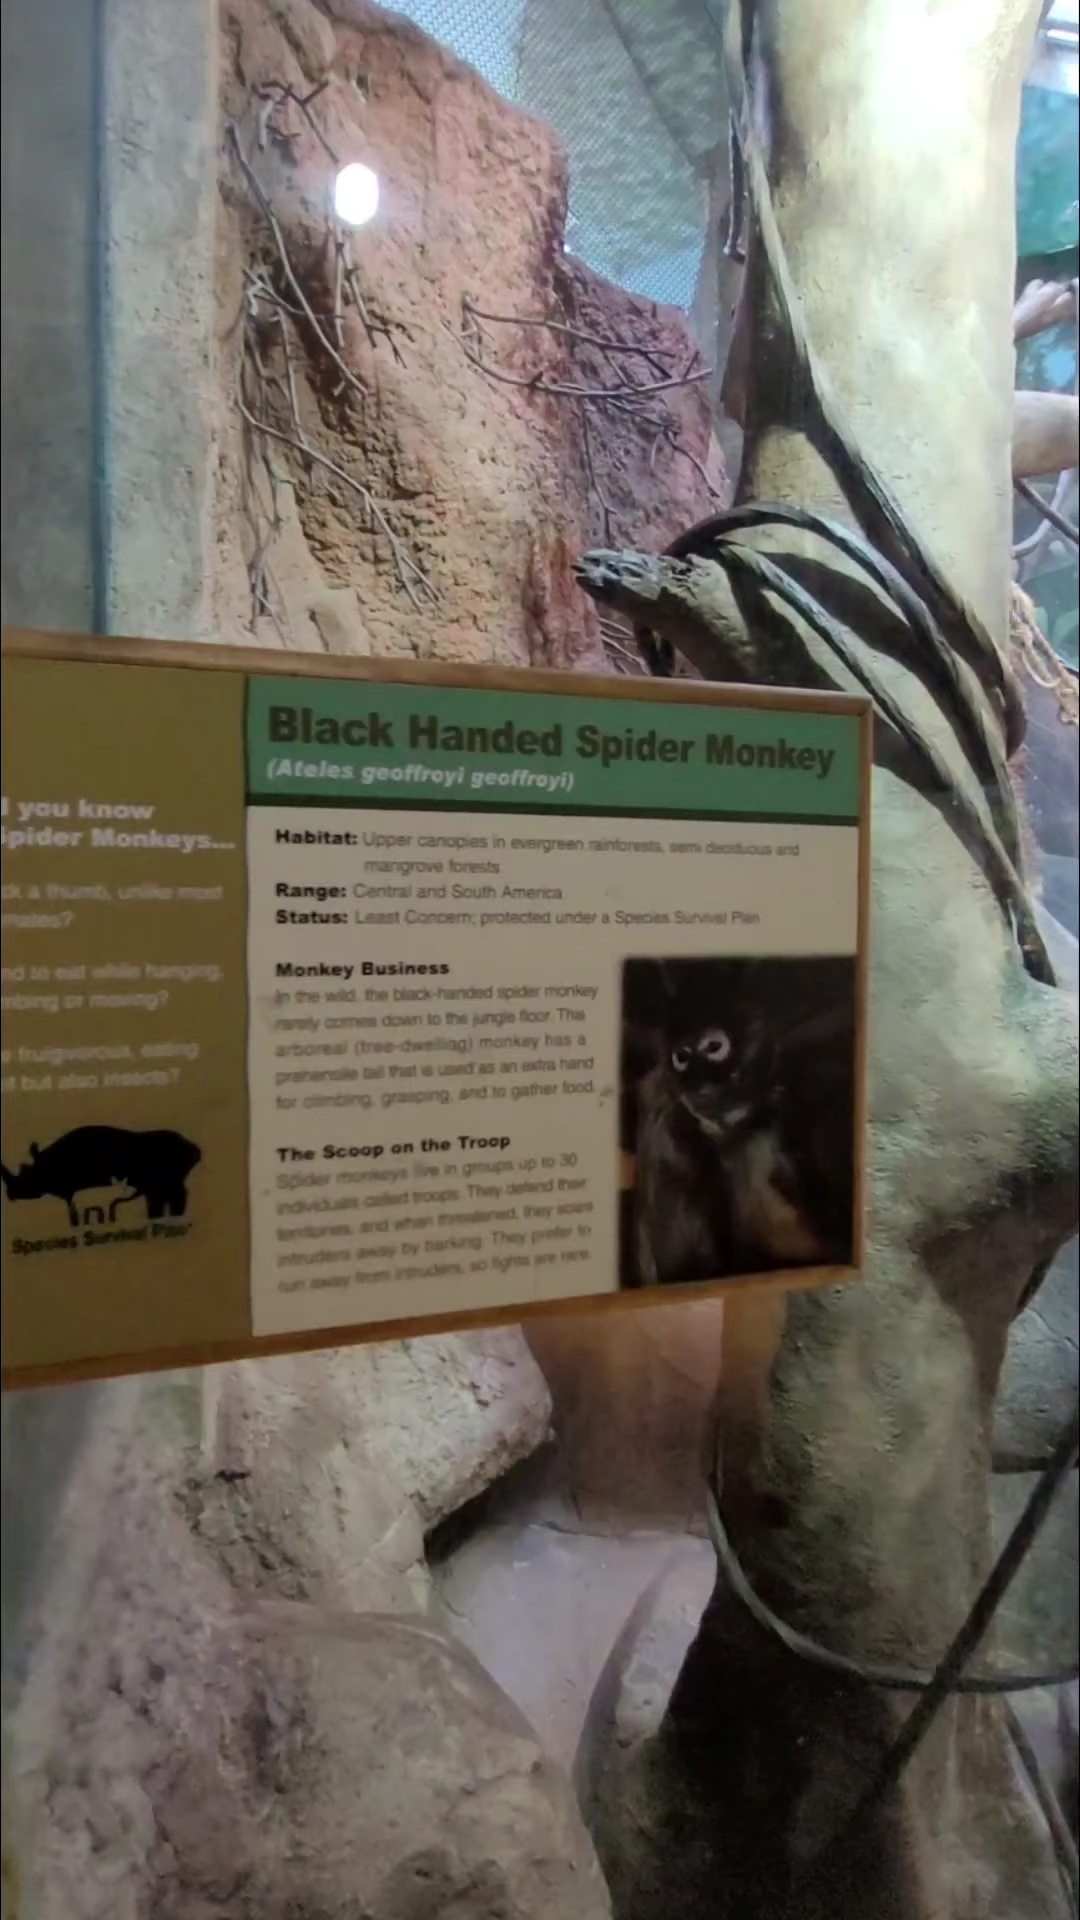 l you know
Spider Monkeys...
ck a thumb, unlike most
mates?
nd to eat while hanging,
mbing or moving?
e frugivorous, eating
it but also insects?
Species Survival Plan
Black Handed Spider Monkey
(Ateles geoffroyi geoffroyi)
Habitat: Upper canopies in evergreen rainforests, semi deciduous and
mangrove forests
Range: Central and South America
Status: Least Concern; protected under a Species Survival Plan
Monkey Business
In the wild, the black-handed spider monkey
rarely comes down to the jungle floor. This
arboreal (tree-dwelling) monkey has a
prehensile tail that is used as an extra hand
for climbing, grasping, and to gather food.
The Scoop on the Troop
Spider monkeys live in groups up to 30
individuals called troops. They defend their
territories, and when threatened, they scare
intruders away by barking. They prefer to
run away from intruders, so fights are rare.